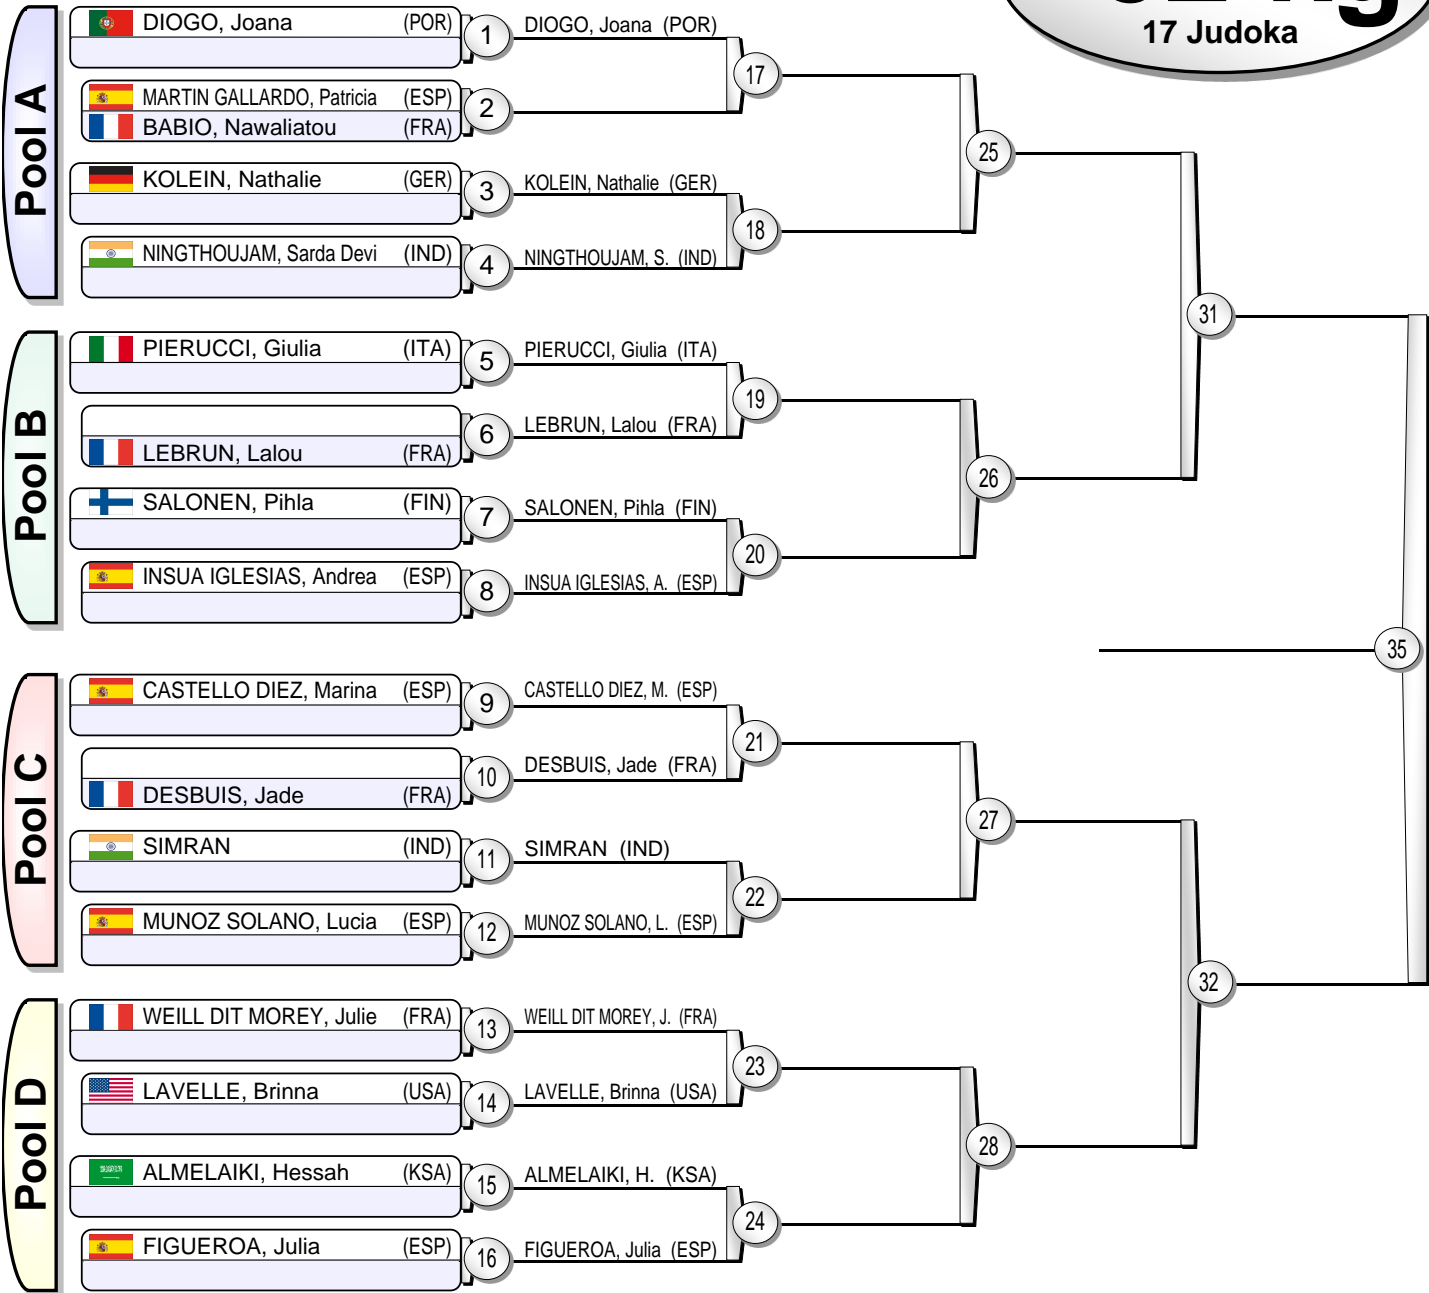 17 Judoka
Pool A
DIOGO, Joana (POR)
1
DIOGO, Joana (POR)
17
MARTIN GALLARDO, Patricia (ESP)
BABIO, Nawaliatou (FRA)
2
25
KOLEIN, Nathalie (GER)
3
KOLEIN, Nathalie (GER)
18
NINGTHOUJAM, Sarda Devi (IND)
4
NINGTHOUJAM, S. (IND)
31
Pool B
PIERUCCI, Giulia (ITA)
5
PIERUCCI, Giulia (ITA)
19
LEBRUN, Lalou (FRA)
6
LEBRUN, Lalou (FRA)
26
SALONEN, Pihla (FIN)
7
SALONEN, Pihla (FIN)
20
INSUA IGLESIAS, Andrea (ESP)
8
INSUA IGLESIAS, A. (ESP)
35
Pool C
CASTELLO DIEZ, Marina (ESP)
9
CASTELLO DIEZ, M. (ESP)
21
DESBUIS, Jade (FRA)
10
DESBUIS, Jade (FRA)
27
SIMRAN (IND)
11
SIMRAN (IND)
22
MUNOZ SOLANO, Lucia (ESP)
12
MUNOZ SOLANO, L. (ESP)
32
Pool D
WEILL DIT MOREY, Julie (FRA)
13
WEILL DIT MOREY, J. (FRA)
23
LAVELLE, Brinna (USA)
14
LAVELLE, Brinna (USA)
28
ALMELAIKI, Hessah (KSA)
15
ALMELAIKI, H. (KSA)
24
FIGUEROA, Julia (ESP)
16
FIGUEROA, Julia (ESP)